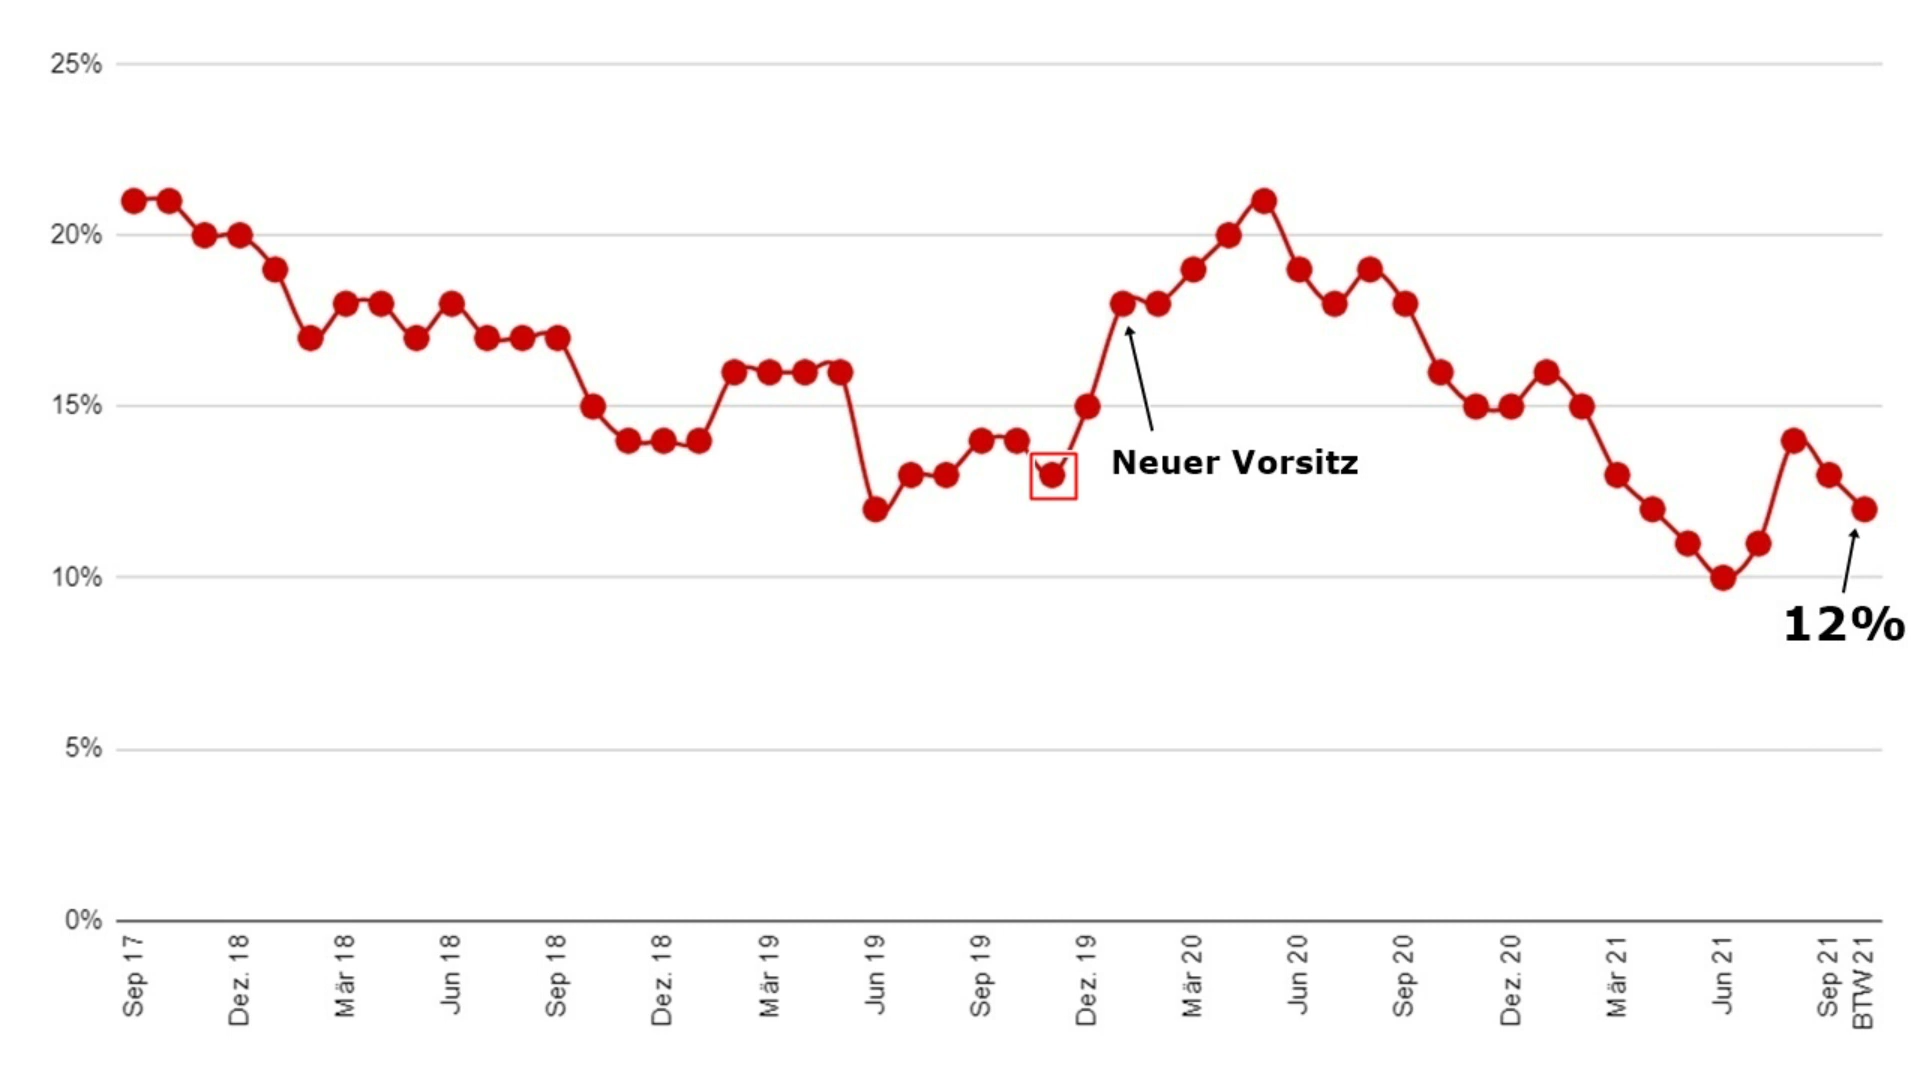 25%
20%
15%
10%
5%
0%
Neuer Vorsitz
12%
Sep 17
Dez. 18
Mär 18
Jun 18
Sep 18
Dez. 18
Mär 19
Jun 19
Sep 19
Dez. 19
Mär 20
Jun 20
Sep 20
Dez. 20
Mär 21
Jun 21
Sep 21
BTW 21